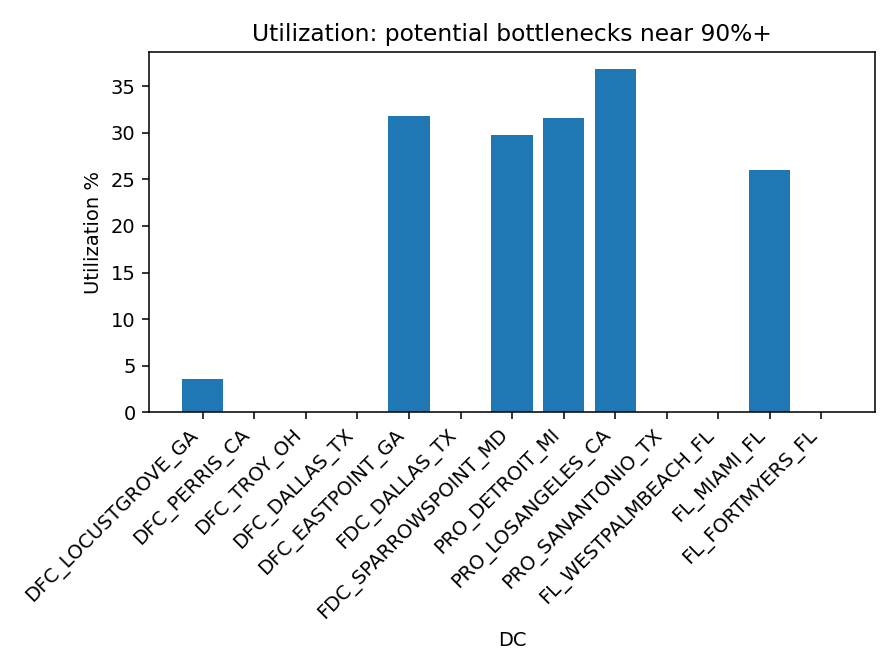 Utilization: potential bottlenecks near 90%+
Utilization %
35
30
25
20
15
10
5
0
DFC_LOCUSTGROVE_GA
DFC_PERRIS_CA
DFC_TROY_OH
DFC_DALLAS_TX
DFC_EASTPOINT_GA
FDC_DALLAS_TX
FDC_SPARROWSPOINT_MD
PRO_DETROIT_MI
PRO_LOSANGELES_CA
PRO_SANANTONIO_TX
FL_WESTPALMBEACH_FL
FL_MIAMI_FL
FL_FORTMYERS_FL
DC